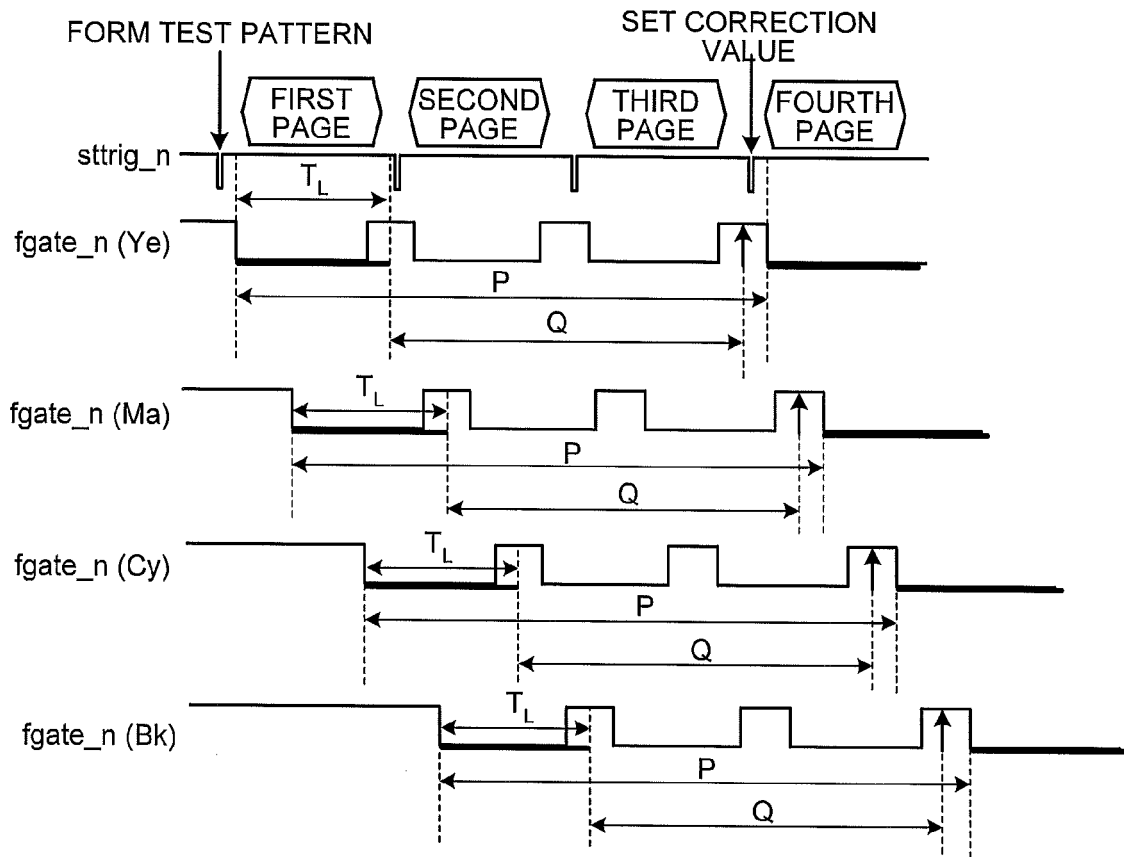 FORM TEST PATTERN
SET CORRECTION
VALUE
FIRST
PAGE
SECOND
PAGE
THIRD
PAGE
FOURTH
PAGE
sttrig_n
TL
fgate_n (Ye)
P
Q
TL
fgate_n (Ma)
P
Q
TL
fgate_n (Cy)
P
Q
TL
fgate_n (Bk)
P
Q